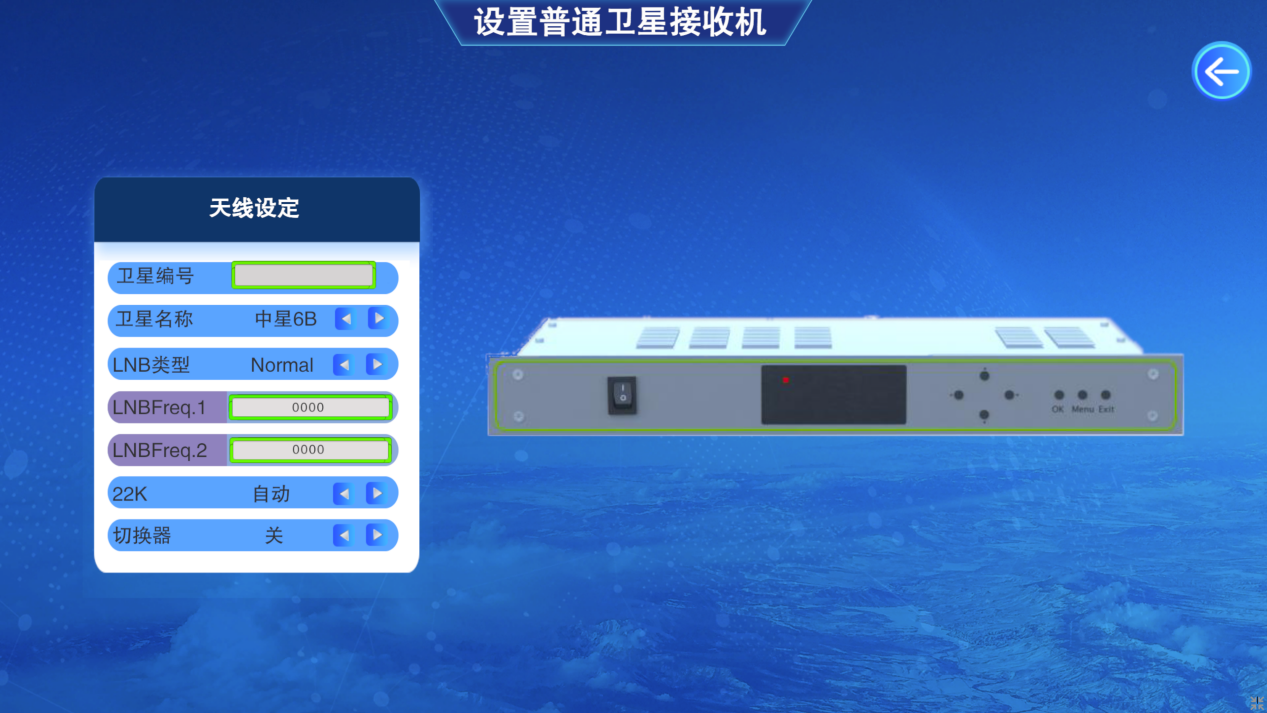 设置普通卫星接收机
天线设定
卫星编号
卫星名称 中星6B
LNB类型 Normal
LNBFreq.1 0000
LNBFreq.2 0000
22K 自动
切换器 关
I
O
OK Menu Exit